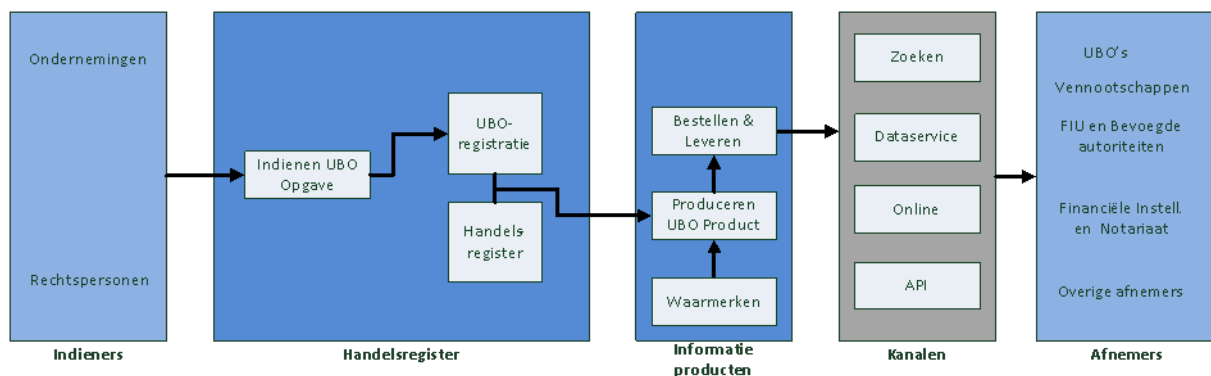 Ondernemingen
Rechtspersonen
Indieners
Indienen UBO
Opgave
UBO-
registratie
Handels-
register
Handelsregister
Bestellen &
Leveren
Produceren
UBO Product
Waarmerken
Informatie
producten
Zoeken
Dataservice
Online
API
Kanalen
UBO's
Vennootschappen
FIU en Bevoegde
autoriteiten
Financiële Instell.
en Notariaat
Overige afnemers
Afnemers